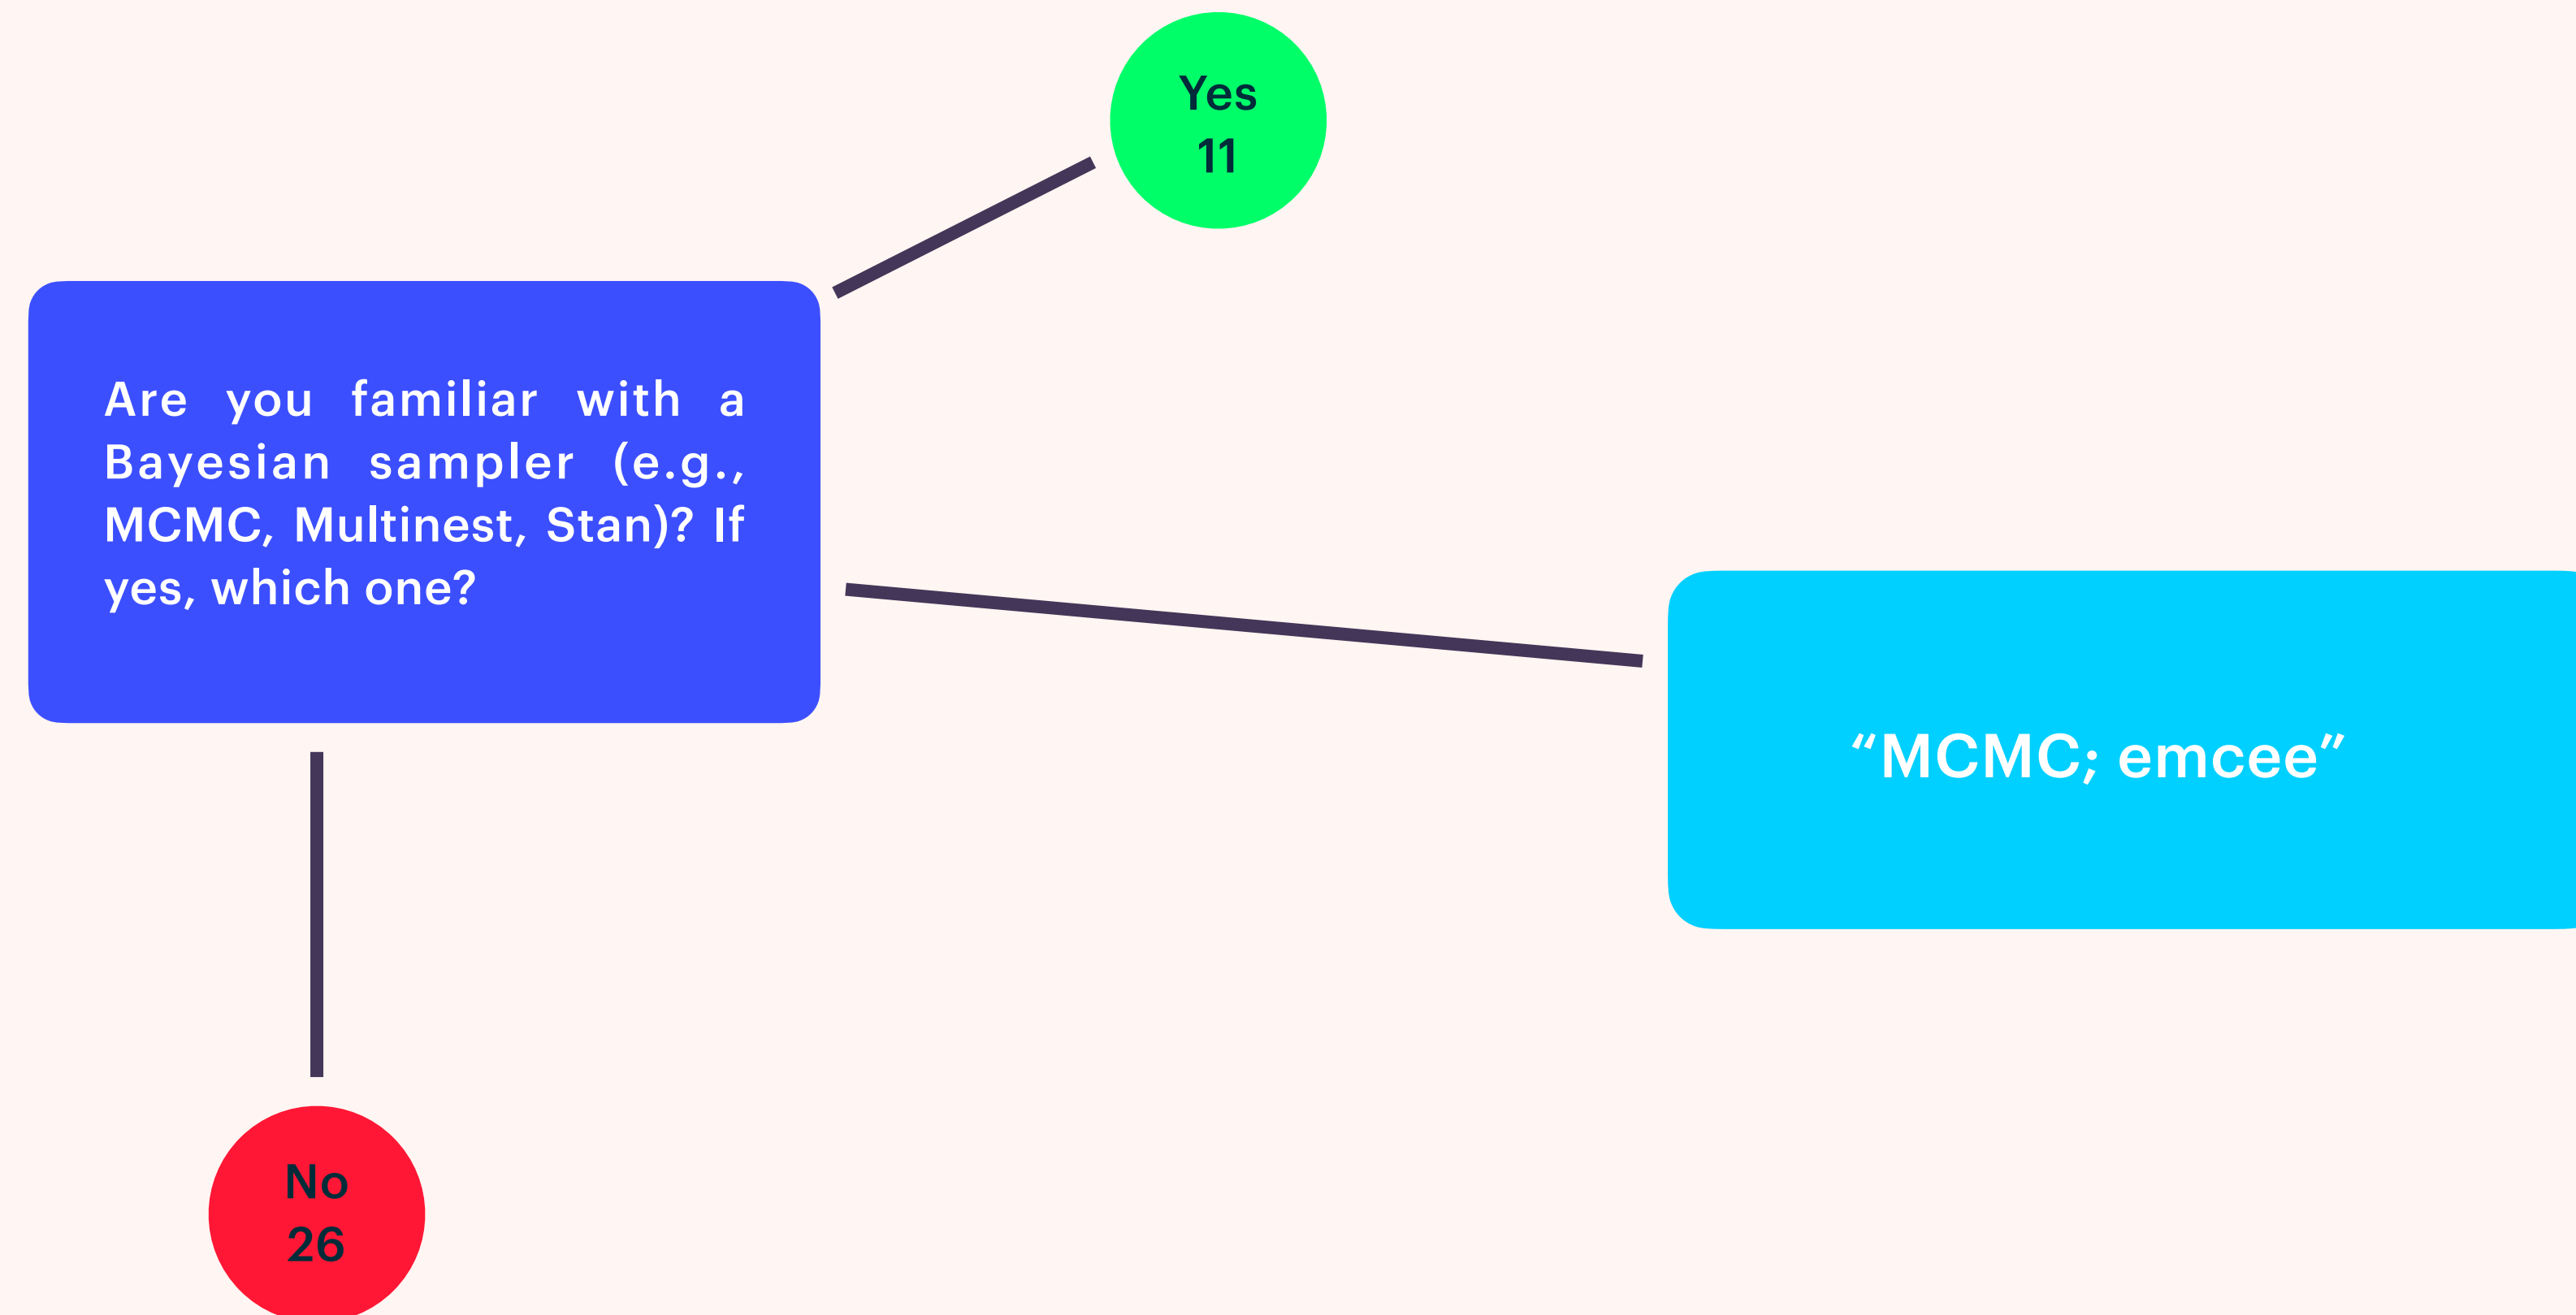 Yes
11
Are you familiar with a
Bayesian sampler (e.g.,
MCMC, Multinest, Stan)? If
yes, which one?
“MCMC; emcee”
No
26